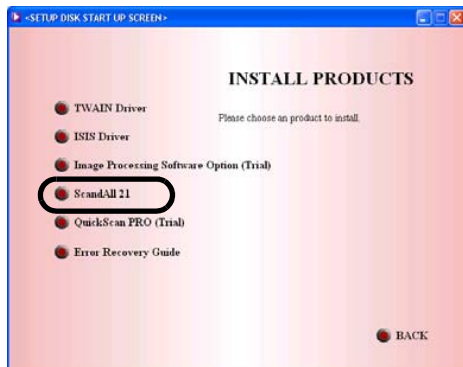 <SETUP DISK START UP SCREEN>
INSTALL PRODUCTS
Please choose an product to install.
TWAIN Driver
ISIS Driver
Image Processing Software Option (Trial)
ScandAll 21
QuickScan PRO (Trial)
Error Recovery Guide
BACK